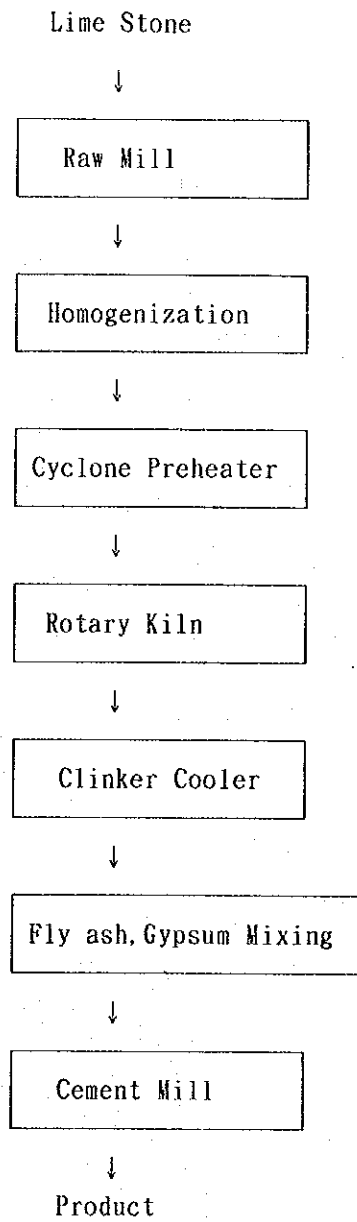 Lime Stone
↓
Raw Mill
↓
Homogenization
↓
Cyclone Preheater
↓
Rotary Kiln
↓
Clinker Cooler
↓
Fly ash,Gypsum Mixing
↓
Cement Mill
↓
Product